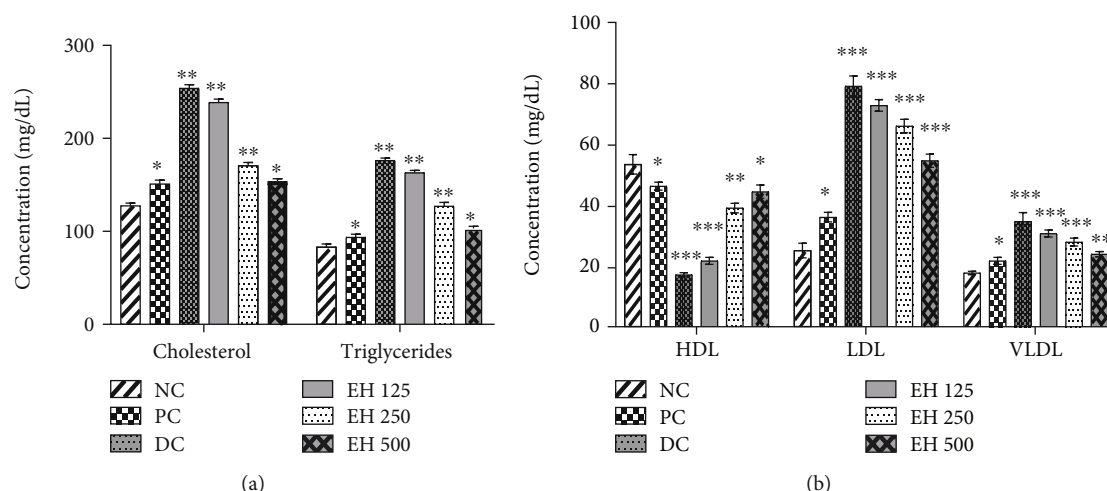 Concentration (mg/dL)
300
200
100
0
**
**
*
**
*
**
**
*
**
*
Cholesterol
Triglycerides
NC
PC
DC
EH 125
EH 250
EH 500
(a)
Concentration (mg/dL)
100
80
60
40
20
0
*
***
***
**
*
*
***
***
***
***
*
***
***
***
**
HDL
LDL
VLDL
NC
PC
DC
EH 125
EH 250
EH 500
(b)